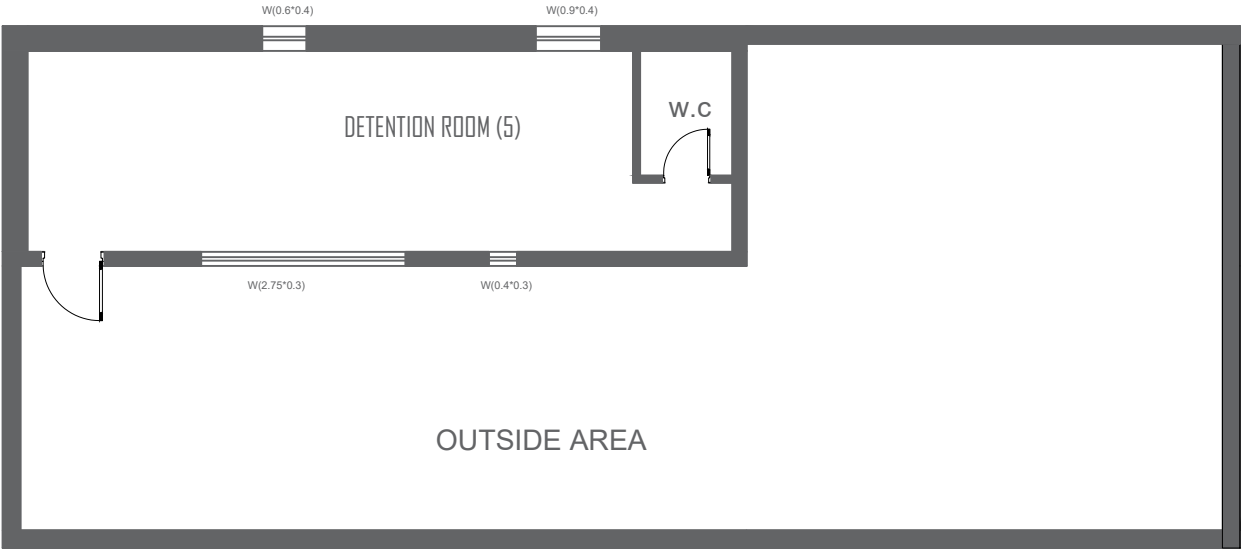 W(0.6*0.4)
W(0.9*0.4)
W.C
DETENTION ROOM (5)
W(2.75*0.3)
W(0.4*0.3)
OUTSIDE AREA